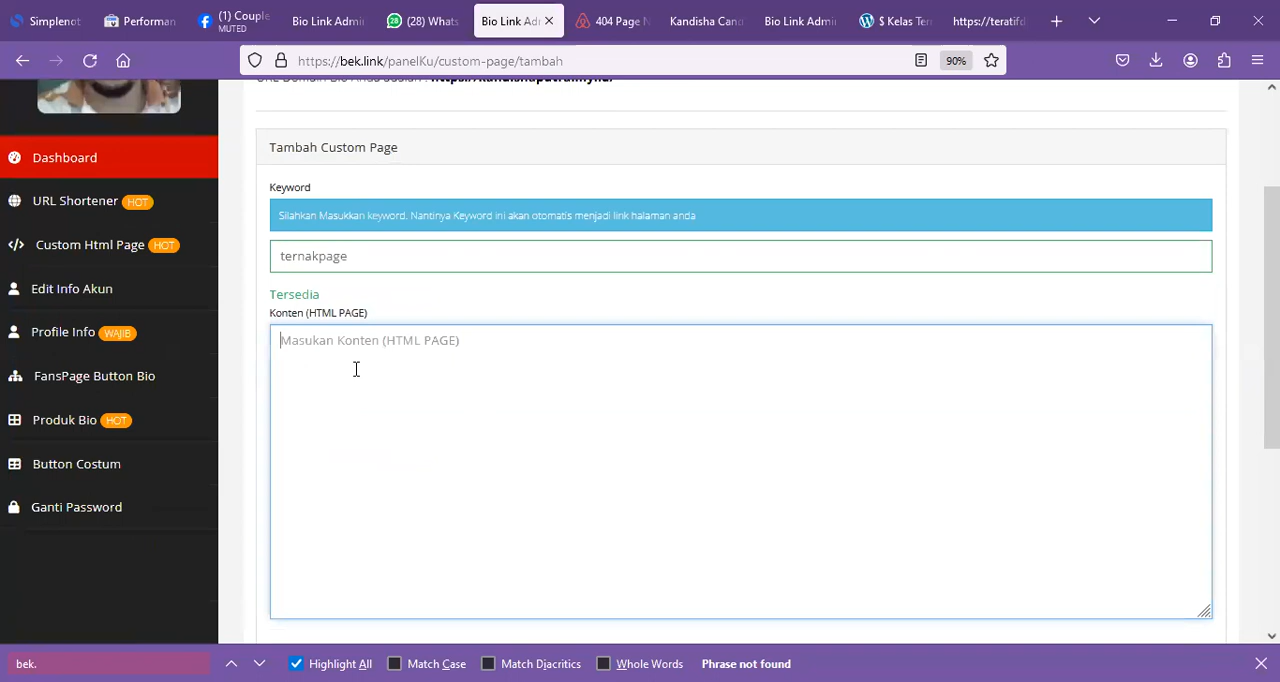 Simplenot
Performan
(1) Couple
MUTED
Bio Link Admi
(28) Whats
Bio Link Ad
404 Page N
Kandisha Can
Bio Link Admi
$ Kelas Ter
https://teratifd
https://bek.link/panelKu/custom-page/tambah
90%
Dashboard
URL Shortener HOT
Custom Html Page HOT
Edit Info Akun
Profile Info WAJIB
FansPage Button Bio
Produk Bio HOT
Button Costum
Ganti Password
Tambah Custom Page
Keyword
Silahkan Masukkan keyword. Nantinya Keyword ini akan otomatis menjadi link halaman anda
ternakpage
Tersedia
Konten (HTML PAGE)
Masukan Konten (HTML PAGE)
bek.
Highlight All
Match Case
Match Diacritics
Whole Words
Phrase not found